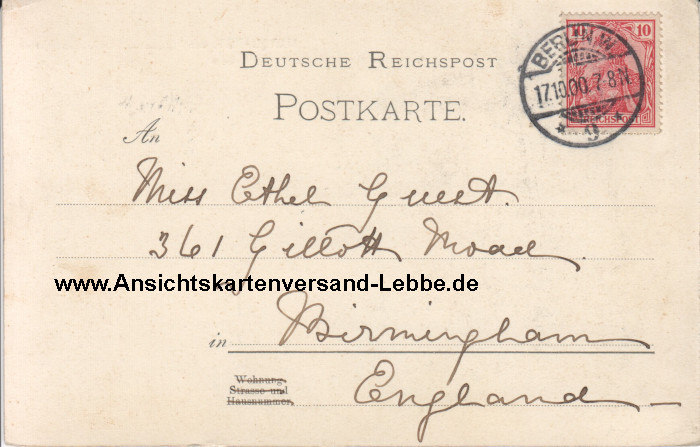 DEUTSCHE REICHSPOST
POSTKARTE.
BERLIN W
17.10.00. 7-8 N.
9
10
REICHSPOST
An
Miss Ethel Guest.
361 Gillott Road.
www.Ansichtskartenversand-Lebbe.de
in Birmingham
Wohnung,
Strasse und
Hausnummer.
England